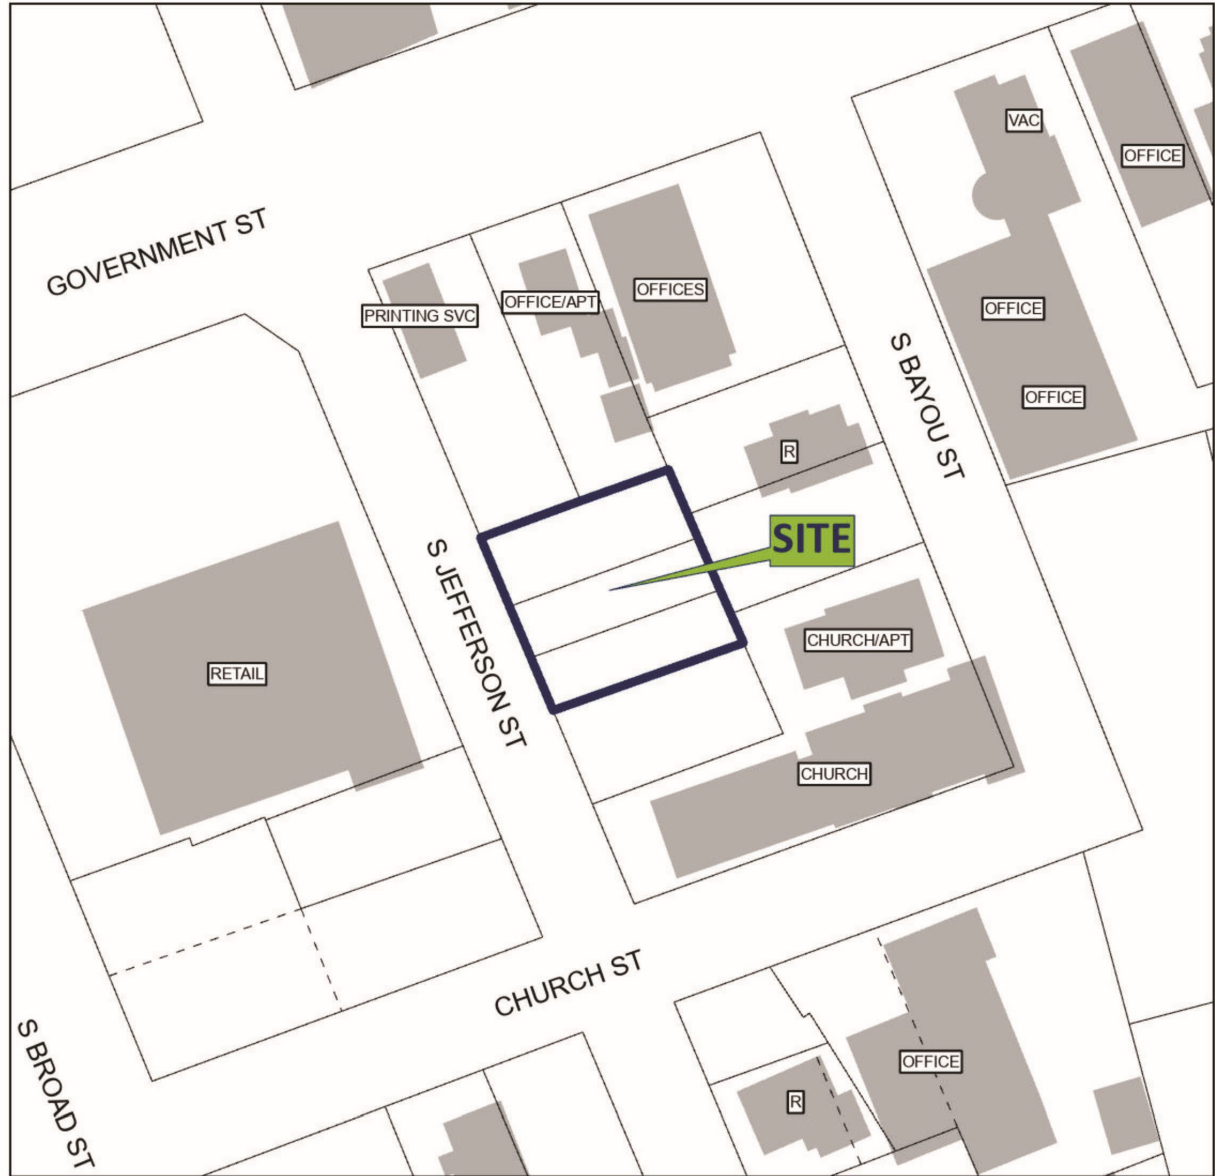 VAC
OFFICE
GOVERNMENT ST
PRINTING SVC
OFFICE/APT
OFFICES
OFFICE
OFFICE
S BAYOU ST
R
SITE
S JEFFERSON ST
CHURCH/APT
RETAIL
CHURCH
CHURCH ST
S BROAD ST
OFFICE
R